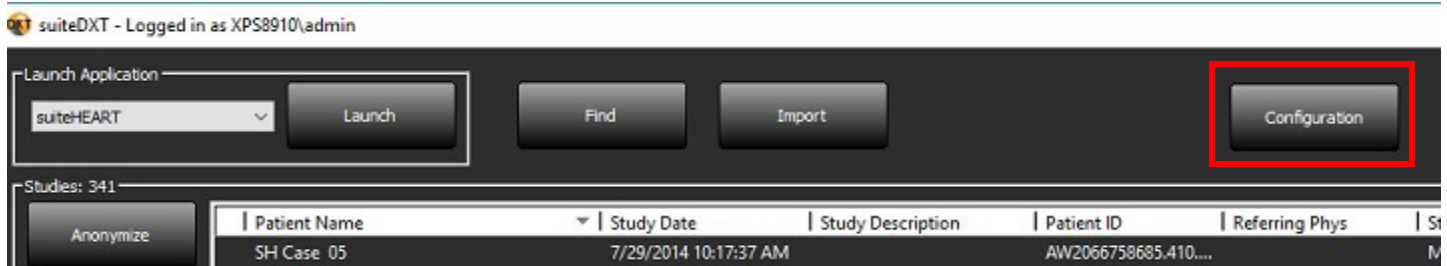 DXT suiteDXT - Logged in as XPS8910\admin
Launch Application
suiteHEART Launch Find Import Configuration
Studies: 341
Anonymize
Patient Name Study Date Study Description Patient ID Referring Phys
SH Case 05 7/29/2014 10:17:37 AM AW2066758685.410....